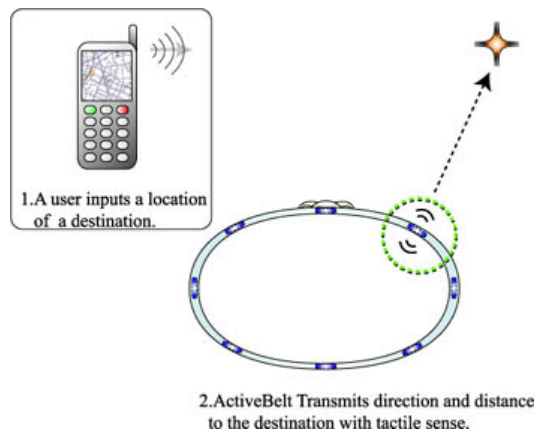 1.A user inputs a location
of a destination.
2.ActiveBelt Transmits direction and distance
to the destination with tactile sense.